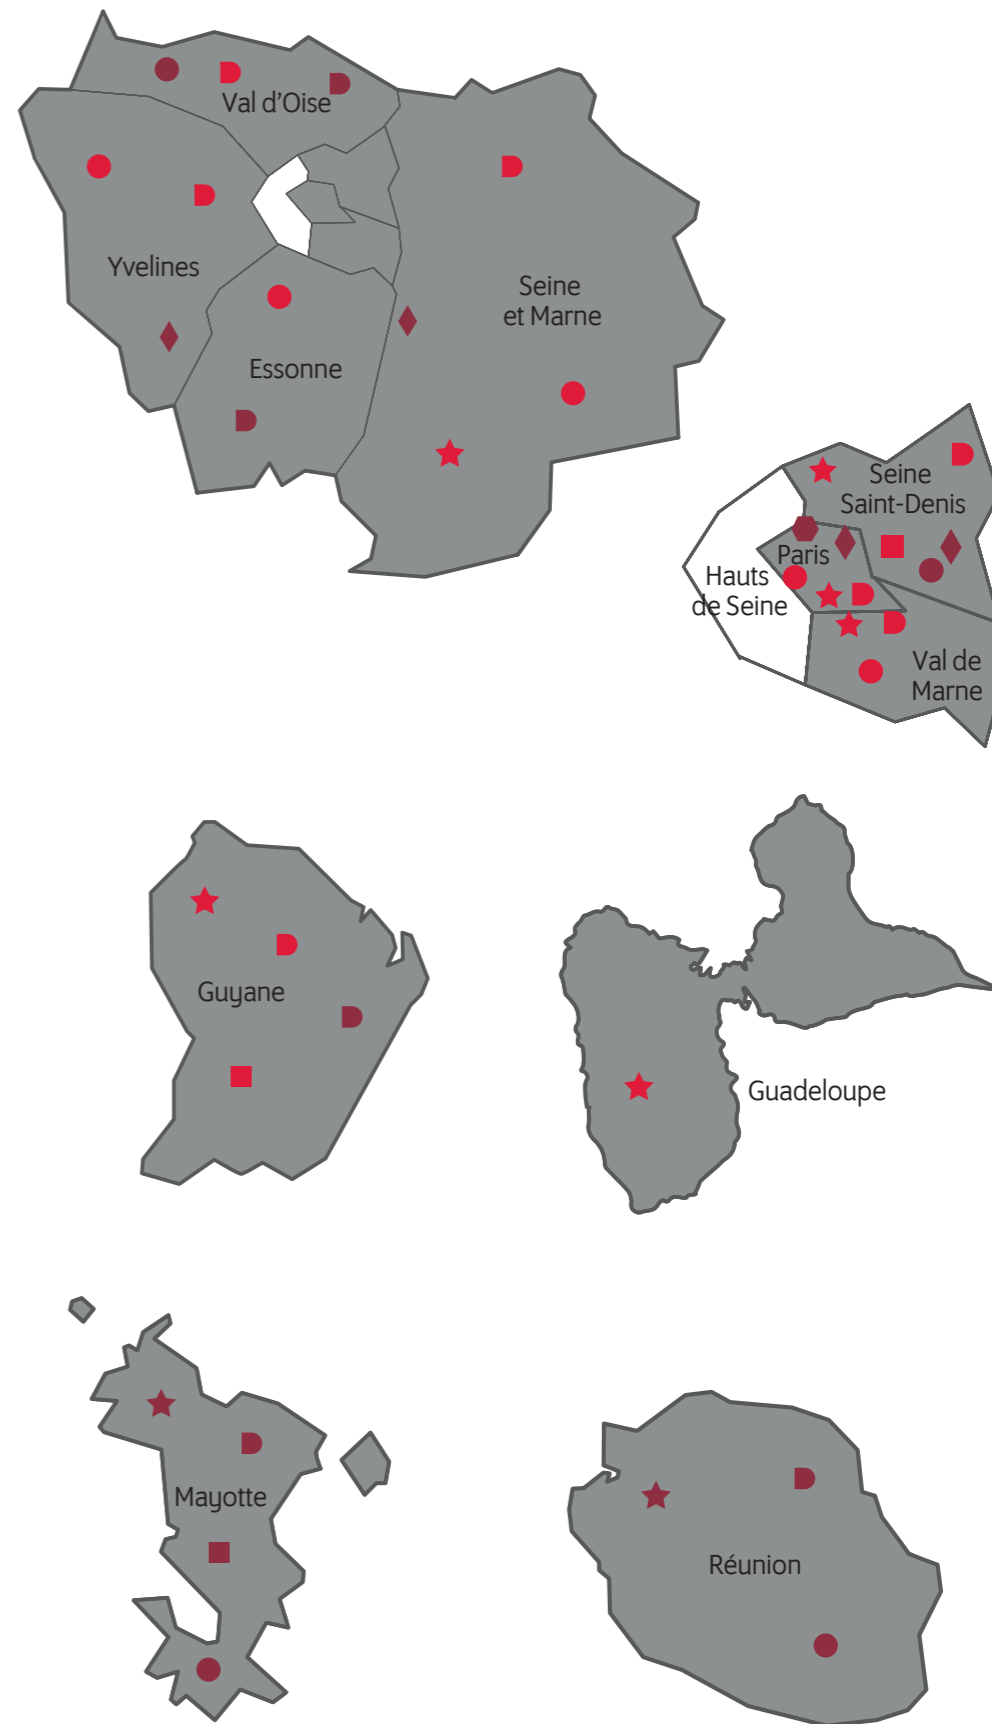 Val d'Oise
Yvelines
Seine
et Marne
Essonne
Seine
Saint-Denis
Paris
Hauts
de Seine
Val de
Marne
Guyane
Guadeloupe
Mayotte
Réunion